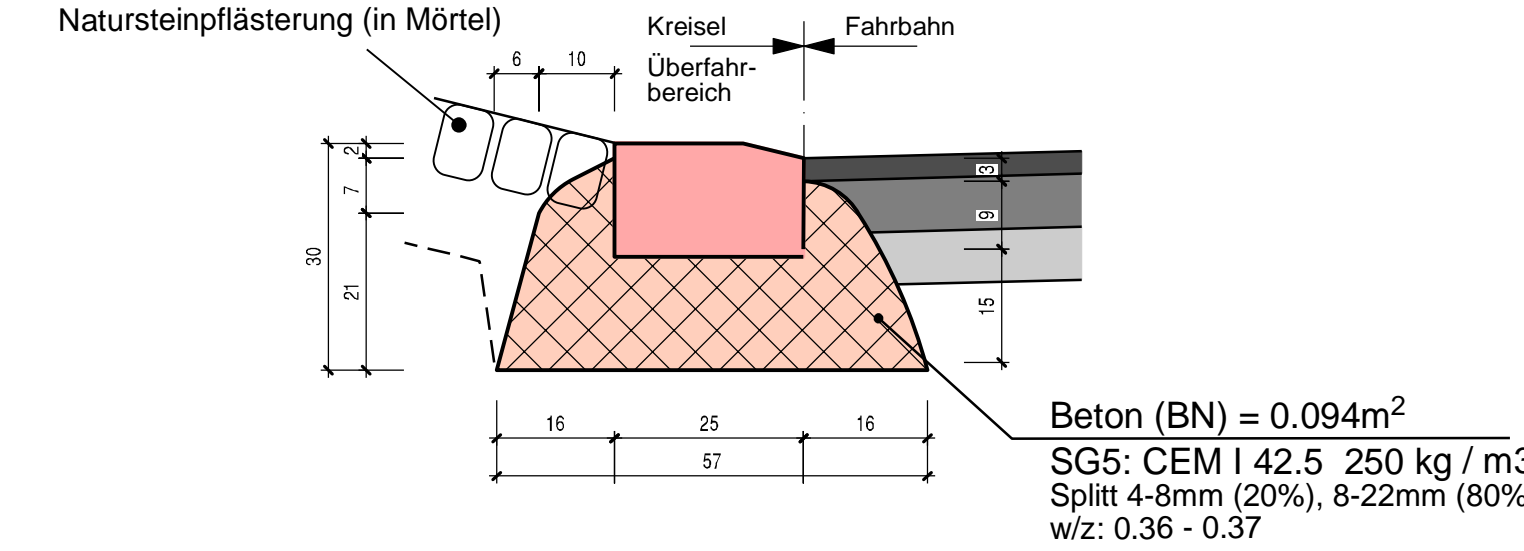 Natursteinpflästerung (in Mörtel)
Kreisel
Fahrbahn
Überfahr-
bereich
6
10
2
7
30
21
3
9
15
16
25
16
57
Beton (BN) = 0.094m²
SG5: CEM I 42.5 250 kg / m3
Splitt 4-8mm (20%), 8-22mm (80%
w/z: 0.36 - 0.37